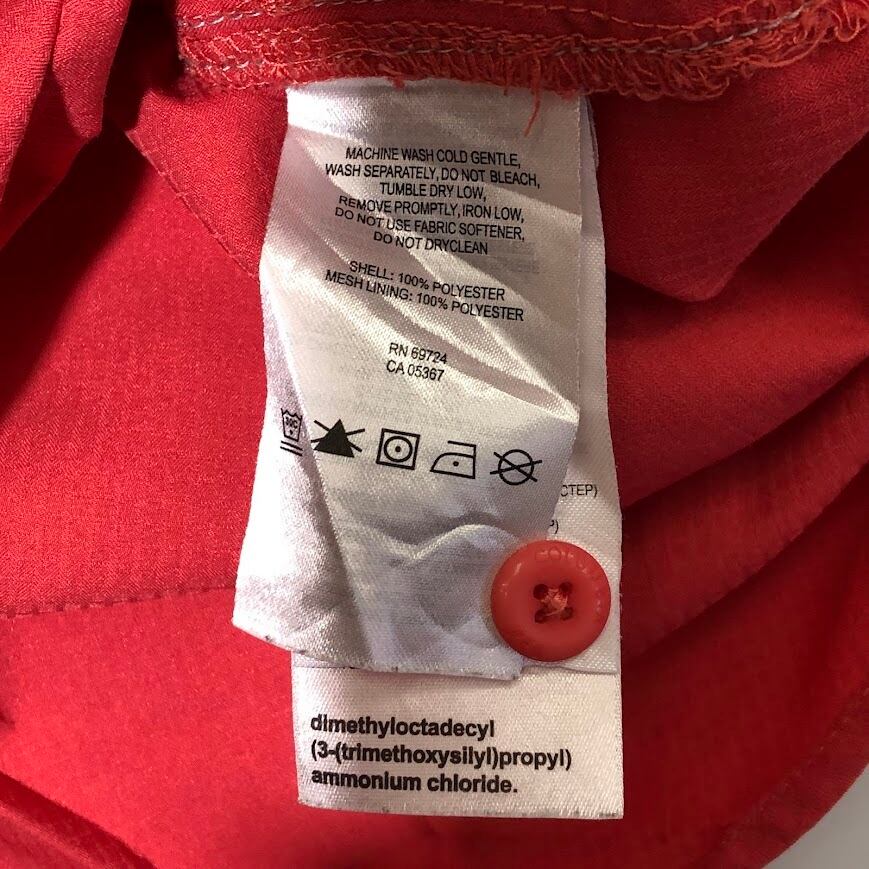 MACHINE WASH COLD GENTLE,
WASH SEPARATELY, DO NOT BLEACH,
TUMBLE DRY LOW,
REMOVE PROMPTLY, IRON LOW,
DO NOT USE FABRIC SOFTENER,
DO NOT DRYCLEAN
SHELL: 100% POLYESTER
MESH LINING: 100% POLYESTER
RN 69724
CA 05367
30C
СТЕР)
Р)
dimethyloctadecyl
(3-(trimethoxysilyl)propyl)
ammonium chloride.